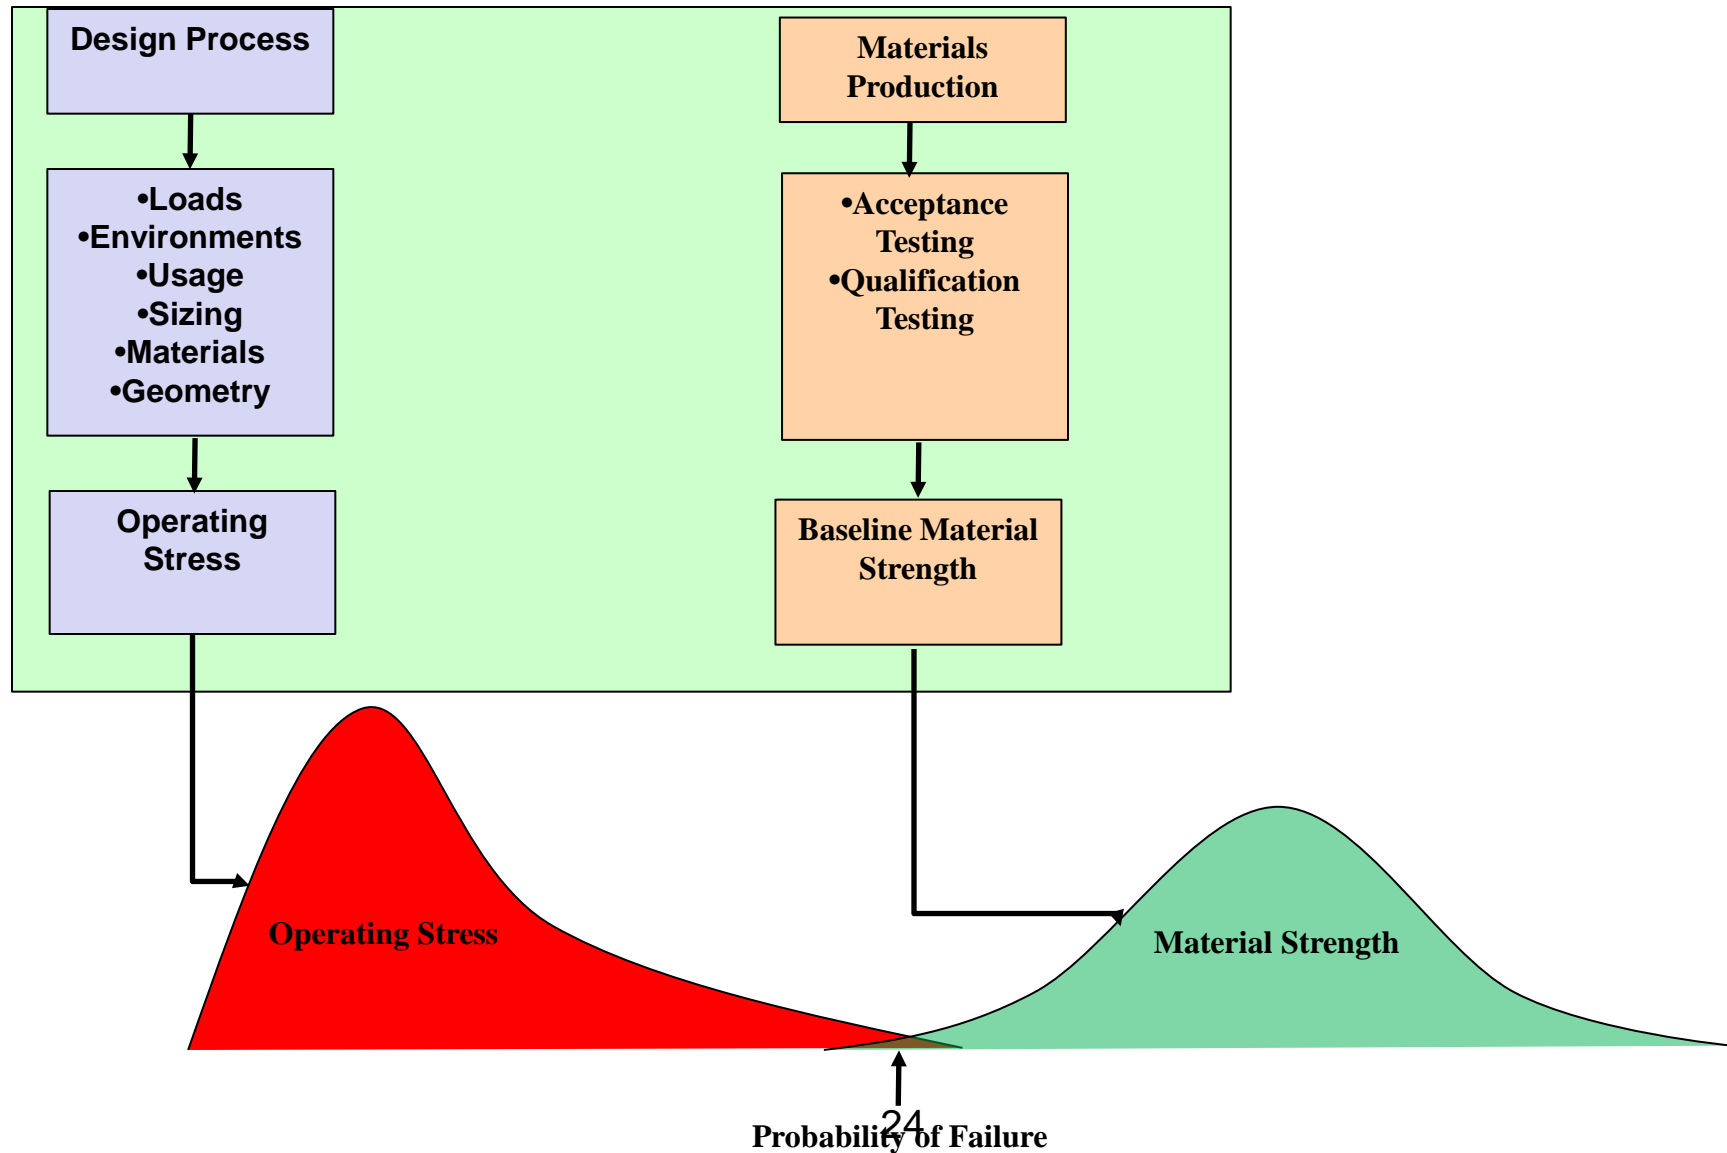 Design Process
•Loads
•Environments
•Usage
•Sizing
•Materials
•Geometry
Operating
Stress
Materials
Production
•Acceptance
Testing
•Qualification
Testing
Baseline Material
Strength
Operating Stress
Material Strength
24
Probability of Failure